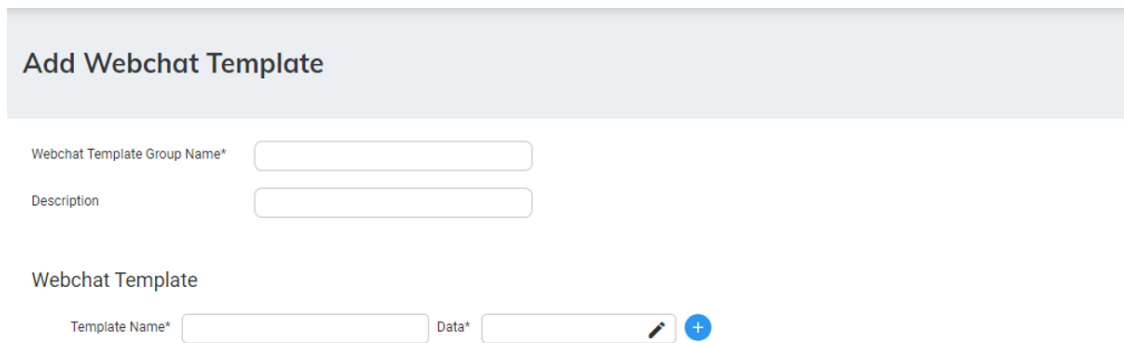 Add Webchat Template
Webchat Template Group Name*
Description
Webchat Template
Template Name* Data*